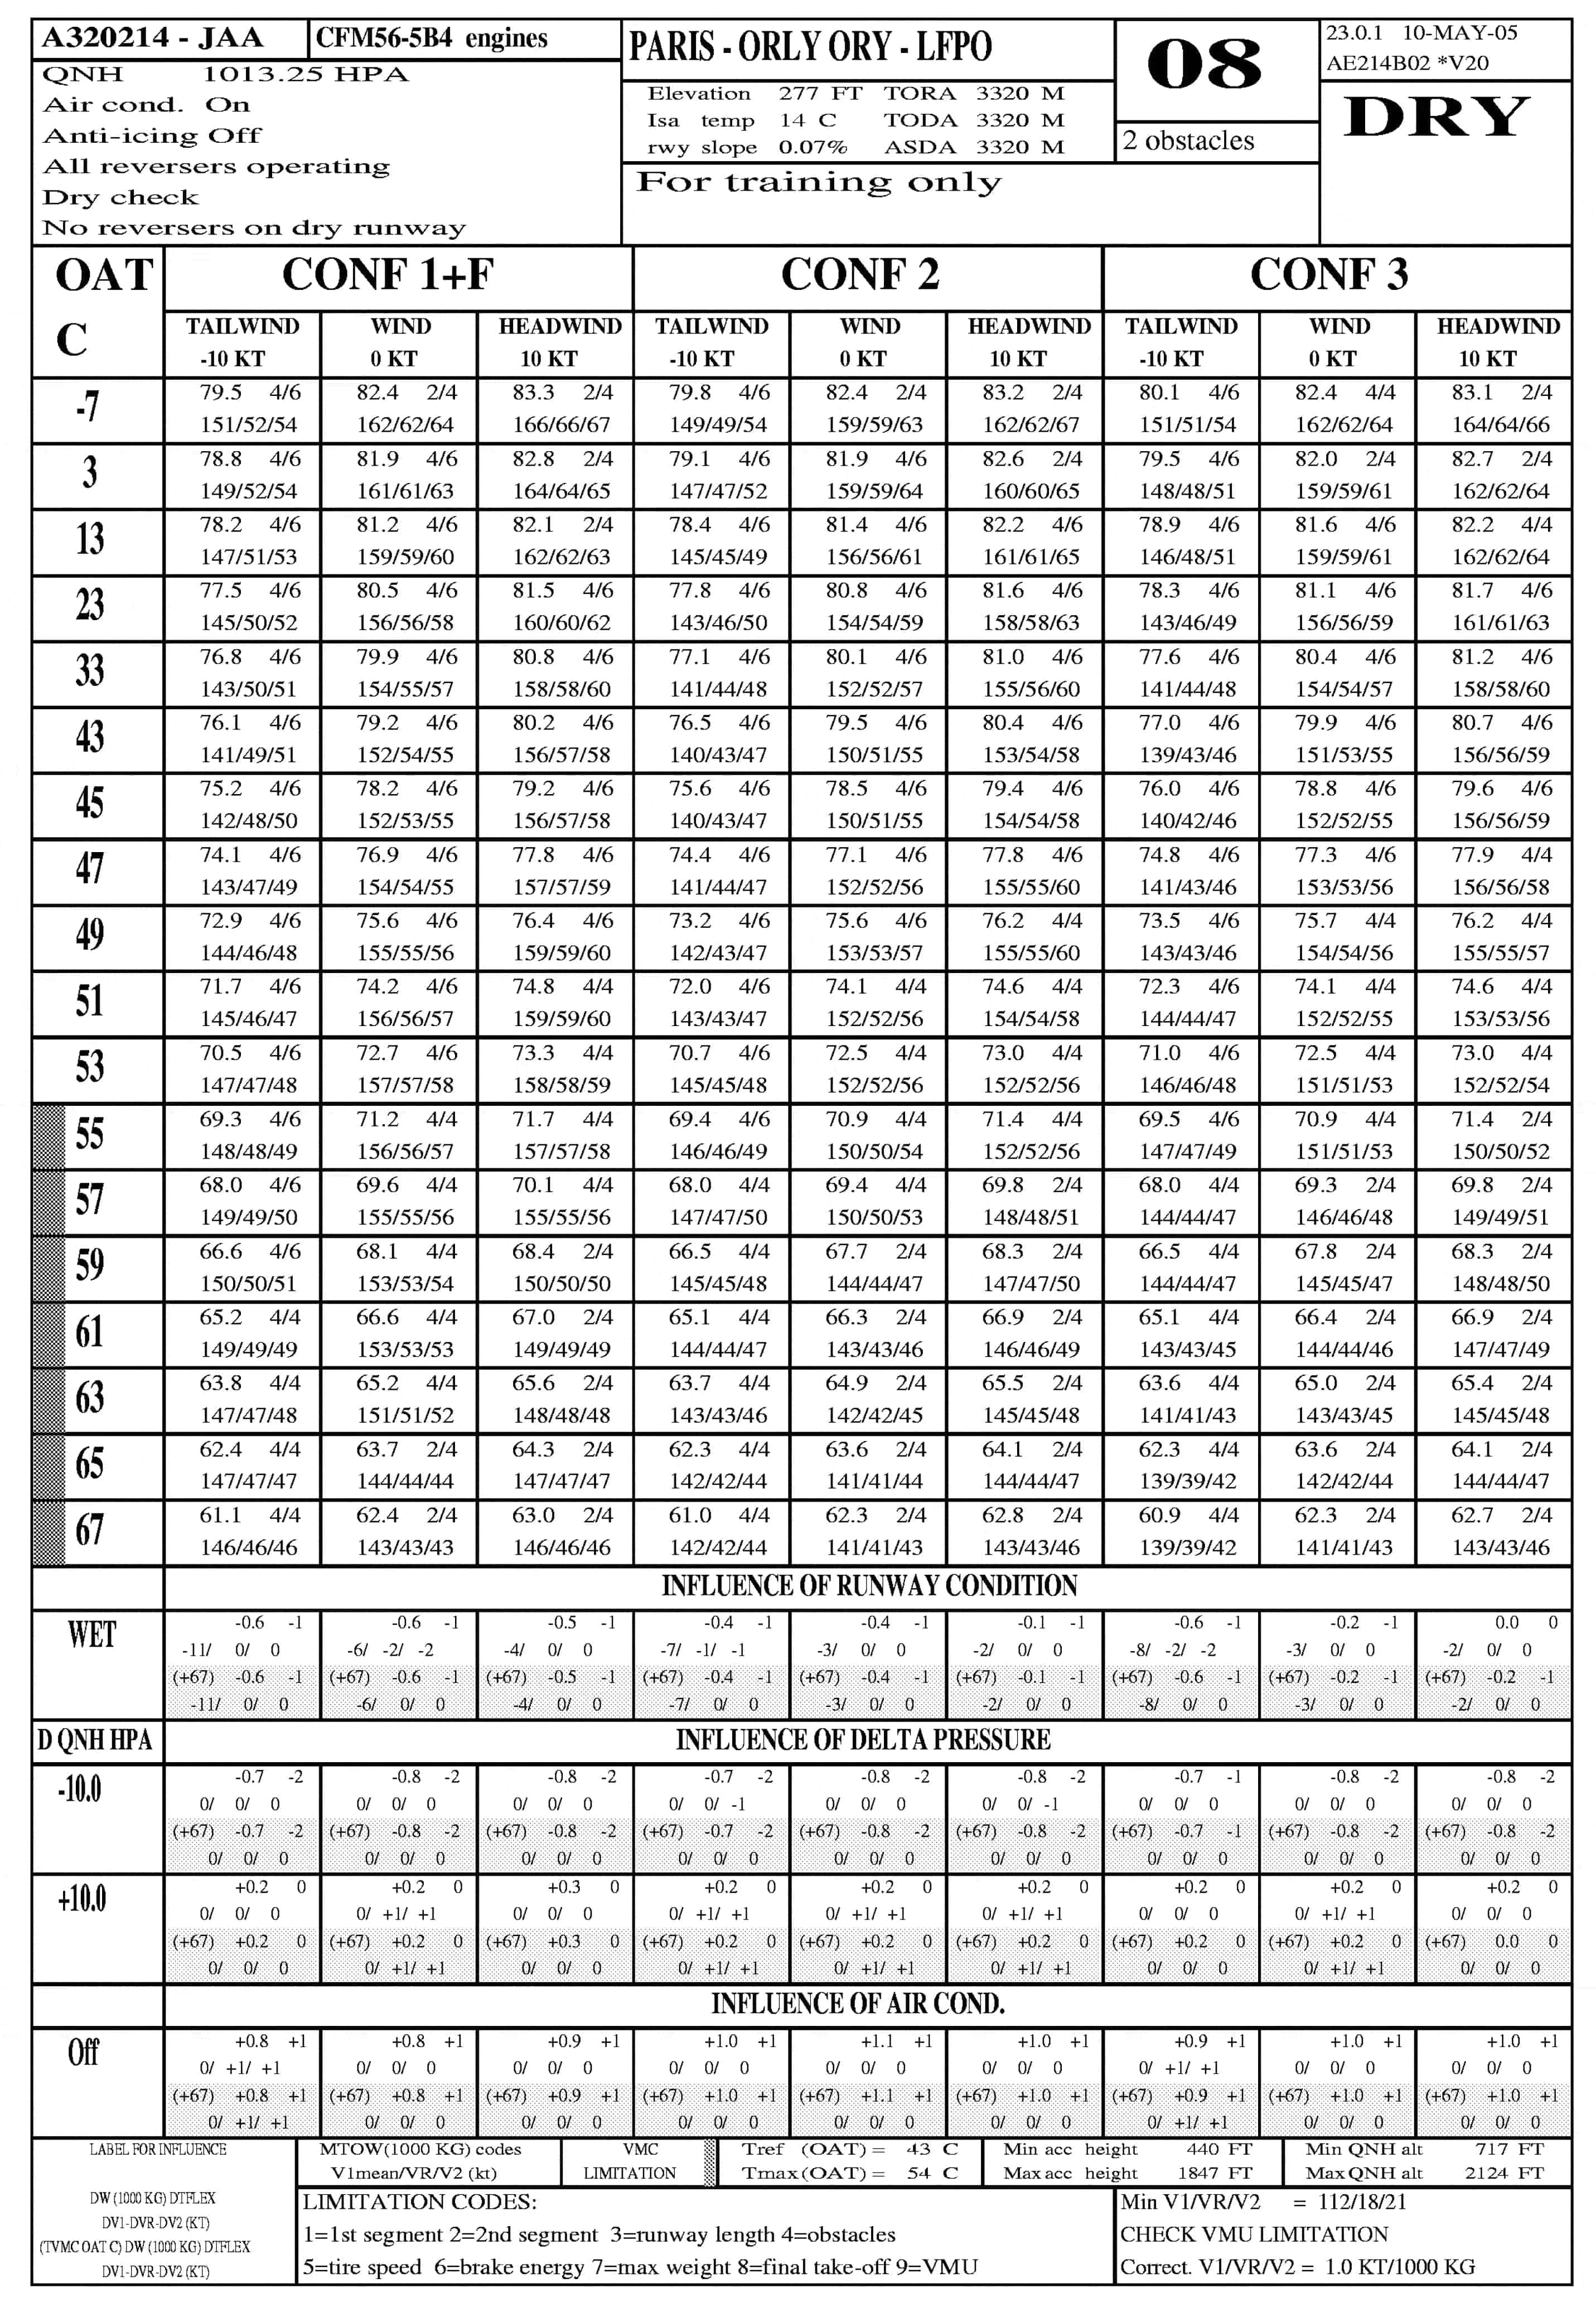 A320214 - JAA CFM56-5B4 engines PARIS - ORLY ORY - LFPO 08 23.0.1 10-MAY-05
AE214B02 *V20
QNH 1013.25 HPA
Air cond. On
Anti-icing Off
All reversers operating
Dry check
No reversers on dry runway
Elevation 277 FT TORA 3320 M
Isa temp 14 C TODA 3320 M
rwy slope 0.07% ASDA 3320 M
2 obstacles
DRY
For training only
OAT C CONF 1+F CONF 2 CONF 3
TAILWIND WIND HEADWIND TAILWIND WIND HEADWIND TAILWIND WIND HEADWIND
-10 KT 0 KT 10 KT -10 KT 0 KT 10 KT -10 KT 0 KT 10 KT
-7 79.5 4/6 82.4 2/4 83.3 2/4 79.8 4/6 82.4 2/4 83.2 2/4 80.1 4/6 82.4 4/4 83.1 2/4
151/52/54 162/62/64 166/66/67 149/49/54 159/59/63 162/62/67 151/51/54 162/62/64 164/64/66
3 78.8 4/6 81.9 4/6 82.8 2/4 79.1 4/6 81.9 4/6 82.6 2/4 79.5 4/6 82.0 2/4 82.7 2/4
149/52/54 161/61/63 164/64/65 147/47/52 159/59/64 160/60/65 148/48/51 159/59/61 162/62/64
13 78.2 4/6 81.2 4/6 82.1 2/4 78.4 4/6 81.4 4/6 82.2 4/6 78.9 4/6 81.6 4/6 82.2 4/4
147/51/53 159/59/60 162/62/63 145/45/49 156/56/61 161/61/65 146/48/51 159/59/61 162/62/64
23 77.5 4/6 80.5 4/6 81.5 4/6 77.8 4/6 80.8 4/6 81.6 4/6 78.3 4/6 81.1 4/6 81.7 4/6
145/50/52 156/56/58 160/60/62 143/46/50 154/54/59 158/58/63 143/46/49 156/56/59 161/61/63
33 76.8 4/6 79.9 4/6 80.8 4/6 77.1 4/6 80.1 4/6 81.0 4/6 77.6 4/6 80.4 4/6 81.2 4/6
143/50/51 154/55/57 158/58/60 141/44/48 152/52/57 155/56/60 141/44/48 154/54/57 158/58/60
43 76.1 4/6 79.2 4/6 80.2 4/6 76.5 4/6 79.5 4/6 80.4 4/6 77.0 4/6 79.9 4/6 80.7 4/6
141/49/51 152/54/55 156/57/58 140/43/47 150/51/55 153/54/58 139/43/46 151/53/55 156/56/59
45 75.2 4/6 78.2 4/6 79.2 4/6 75.6 4/6 78.5 4/6 79.4 4/6 76.0 4/6 78.8 4/6 79.6 4/6
142/48/50 152/53/55 156/57/58 140/43/47 150/51/55 154/54/58 140/42/46 152/52/55 156/56/59
47 74.1 4/6 76.9 4/6 77.8 4/6 74.4 4/6 77.1 4/6 77.8 4/6 74.8 4/6 77.3 4/6 77.9 4/4
143/47/49 154/54/55 157/57/59 141/44/47 152/52/56 155/55/60 141/43/46 153/53/56 156/56/58
49 72.9 4/6 75.6 4/6 76.4 4/6 73.2 4/6 75.6 4/6 76.2 4/4 73.5 4/6 75.7 4/4 76.2 4/4
144/46/48 155/55/56 159/59/60 142/43/47 153/53/57 155/55/60 143/43/46 154/54/56 155/55/57
51 71.7 4/6 74.2 4/6 74.8 4/4 72.0 4/6 74.1 4/4 74.6 4/4 72.3 4/6 74.1 4/4 74.6 4/4
145/46/47 156/56/57 159/59/60 143/43/47 152/52/56 154/54/58 144/44/47 152/52/55 153/53/56
53 70.5 4/6 72.7 4/6 73.3 4/4 70.7 4/6 72.5 4/4 73.0 4/4 71.0 4/6 72.5 4/4 73.0 4/4
147/47/48 157/57/58 158/58/59 145/45/48 152/52/56 152/52/56 146/46/48 151/51/53 152/52/54
55 69.3 4/6 71.2 4/4 71.7 4/4 69.4 4/6 70.9 4/4 71.4 4/4 69.5 4/6 70.9 4/4 71.4 2/4
148/48/49 156/56/57 157/57/58 146/46/49 150/50/54 152/52/56 147/47/49 151/51/53 150/50/52
57 68.0 4/6 69.6 4/4 70.1 4/4 68.0 4/4 69.4 4/4 69.8 2/4 68.0 4/4 69.3 2/4 69.8 2/4
149/49/50 155/55/56 155/55/56 147/47/50 150/50/53 148/48/51 144/44/47 146/46/48 149/49/51
59 66.6 4/6 68.1 4/4 68.4 2/4 66.5 4/4 67.7 2/4 68.3 2/4 66.5 4/4 67.8 2/4 68.3 2/4
150/50/51 153/53/54 150/50/50 145/45/48 144/44/47 147/47/50 144/44/47 145/45/47 148/48/50
61 65.2 4/4 66.6 4/4 67.0 2/4 65.1 4/4 66.3 2/4 66.9 2/4 65.1 4/4 66.4 2/4 66.9 2/4
149/49/49 153/53/53 149/49/49 144/44/47 143/43/46 146/46/49 143/43/45 144/44/46 147/47/49
63 63.8 4/4 65.2 4/4 65.6 2/4 63.7 4/4 64.9 2/4 65.5 2/4 63.6 4/4 65.0 2/4 65.4 2/4
147/47/48 151/51/52 148/48/48 143/43/46 142/42/45 145/45/48 141/41/43 143/43/45 145/45/48
65 62.4 4/4 63.7 2/4 64.3 2/4 62.3 4/4 63.6 2/4 64.1 2/4 62.3 4/4 63.6 2/4 64.1 2/4
147/47/47 144/44/44 147/47/47 142/42/44 141/41/44 144/44/47 139/39/42 142/42/44 144/44/47
67 61.1 4/4 62.4 2/4 63.0 2/4 61.0 4/4 62.3 2/4 62.8 2/4 60.9 4/4 62.3 2/4 62.7 2/4
146/46/46 143/43/43 146/46/46 142/42/44 141/41/43 143/43/46 139/39/42 141/41/43 143/43/46
INFLUENCE OF RUNWAY CONDITION
WET -0.6 -1 -0.6 -1 -0.5 -1 -0.4 -1 -0.4 -1 -0.1 -1 -0.6 -1 -0.2 -1 0.0 0
-11/ 0/ 0 -6/ -2/ -2 -4/ 0/ 0 -7/ -1/ -1 -3/ 0/ 0 -2/ 0/ 0 -8/ -2/ -2 -3/ 0/ 0 -2/ 0/ 0
(+67) -0.6 -1 (+67) -0.6 -1 (+67) -0.5 -1 (+67) -0.4 -1 (+67) -0.4 -1 (+67) -0.1 -1 (+67) -0.6 -1 (+67) -0.2 -1 (+67) -0.2 -1
-11/ 0/ 0 -6/ 0/ 0 -4/ 0/ 0 -7/ 0/ 0 -3/ 0/ 0 -2/ 0/ 0 -8/ 0/ 0 -3/ 0/ 0 -2/ 0/ 0
D QNH HPA INFLUENCE OF DELTA PRESSURE
-10.0 -0.7 -2 -0.8 -2 -0.8 -2 -0.7 -2 -0.8 -2 -0.8 -2 -0.7 -1 -0.8 -2 -0.8 -2
0/ 0/ 0 0/ 0/ 0 0/ 0/ 0 0/ 0/ -1 0/ 0/ 0 0/ 0/ -1 0/ 0/ 0 0/ 0/ 0 0/ 0/ 0
(+67) -0.7 -2 (+67) -0.8 -2 (+67) -0.8 -2 (+67) -0.7 -2 (+67) -0.8 -2 (+67) -0.8 -2 (+67) -0.7 -1 (+67) -0.8 -2 (+67) -0.8 -2
0/ 0/ 0 0/ 0/ 0 0/ 0/ 0 0/ 0/ 0 0/ 0/ 0 0/ 0/ 0 0/ 0/ 0 0/ 0/ 0 0/ 0/ 0
+10.0 +0.2 0 +0.2 0 +0.3 0 +0.2 0 +0.2 0 +0.2 0 +0.2 0 +0.2 0 +0.2 0
0/ 0/ 0 0/ +1/ +1 0/ 0/ 0 0/ +1/ +1 0/ +1/ +1 0/ +1/ +1 0/ 0/ 0 0/ +1/ +1 0/ 0/ 0
(+67) +0.2 0 (+67) +0.2 0 (+67) +0.3 0 (+67) +0.2 0 (+67) +0.2 0 (+67) +0.2 0 (+67) +0.2 0 (+67) +0.2 0 (+67) 0.0 0
0/ 0/ 0 0/ +1/ +1 0/ 0/ 0 0/ +1/ +1 0/ +1/ +1 0/ +1/ +1 0/ 0/ 0 0/ +1/ +1 0/ 0/ 0
INFLUENCE OF AIR COND.
Off +0.8 +1 +0.8 +1 +0.9 +1 +1.0 +1 +1.1 +1 +1.0 +1 +0.9 +1 +1.0 +1 +1.0 +1
0/ +1/ +1 0/ 0/ 0 0/ 0/ 0 0/ 0/ 0 0/ 0/ 0 0/ 0/ 0 0/ +1/ +1 0/ 0/ 0 0/ 0/ 0
(+67) +0.8 +1 (+67) +0.8 +1 (+67) +0.9 +1 (+67) +1.0 +1 (+67) +1.1 +1 (+67) +1.0 +1 (+67) +0.9 +1 (+67) +1.0 +1 (+67) +1.0 +1
0/ +1/ +1 0/ 0/ 0 0/ 0/ 0 0/ 0/ 0 0/ 0/ 0 0/ 0/ 0 0/ +1/ +1 0/ 0/ 0 0/ 0/ 0
LABEL FOR INFLUENCE MTOW(1000 KG) codes VMC Tref (OAT) = 43 C Min acc height 440 FT Min QNH alt 717 FT
V1mean/VR/V2 (kt) LIMITATION Tmax(OAT) = 54 C Max acc height 1847 FT Max QNH alt 2124 FT
DW (1000 KG) DTFLEX
DV1-DVR-DV2 (KT)
(TVMC OAT C) DW (1000 KG) DTFLEX
DV1-DVR-DV2 (KT)
LIMITATION CODES:
1=1st segment 2=2nd segment 3=runway length 4=obstacles
5=tire speed 6=brake energy 7=max weight 8=final take-off 9=VMU
Min V1/VR/V2 = 112/18/21
CHECK VMU LIMITATION
Correct. V1/VR/V2 = 1.0 KT/1000 KG